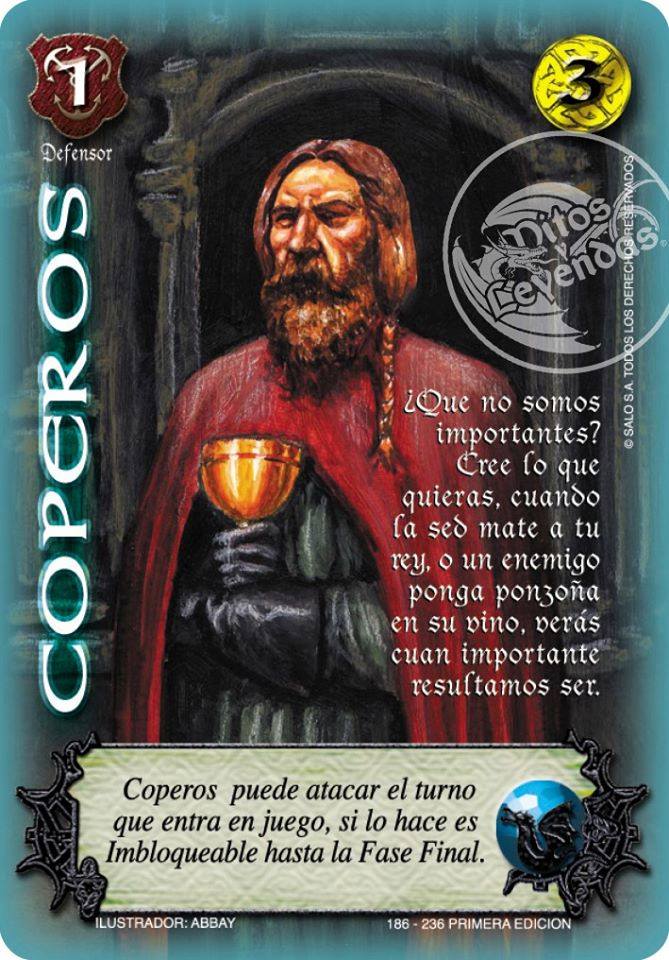 1
3
Defensor
COPEROS
Mitos
y
Leyendas
© SALO S.A. TODOS LOS DERECHOS RESERVADOS
¿Que no somos
importantes?
Cree lo que
quieras, cuando
la sed mate a tu
rey, o un enemigo
ponga ponzoña
en su vino, verás
cuan importante
resultamos ser.
Coperos puede atacar el turno
que entra en juego, si lo hace es
Imbloqueable hasta la Fase Final.
ILUSTRADOR: ABBAY
186 - 236 PRIMERA EDICION